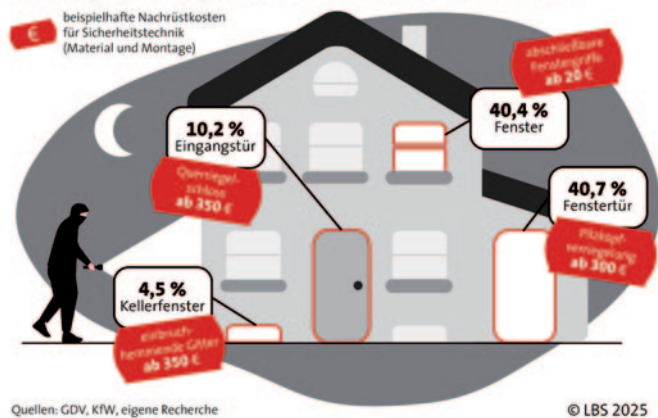 €
beispielhafte Nachrüstkosten
für Sicherheitstechnik
(Material und Montage)
abschließbare
Fenstergriffe
ab 20 €
10,2 %
Eingangstür
40,4 %
Fenster
Querriegel-
schloss
ab 350 €
40,7 %
Fenstertür
Pilzkopf-
verriegelung
ab 300 €
4,5 %
Kellerfenster
einbruch-
hemmende Gitter
ab 350 €
Quellen: GDV, KfW, eigene Recherche
© LBS 2025